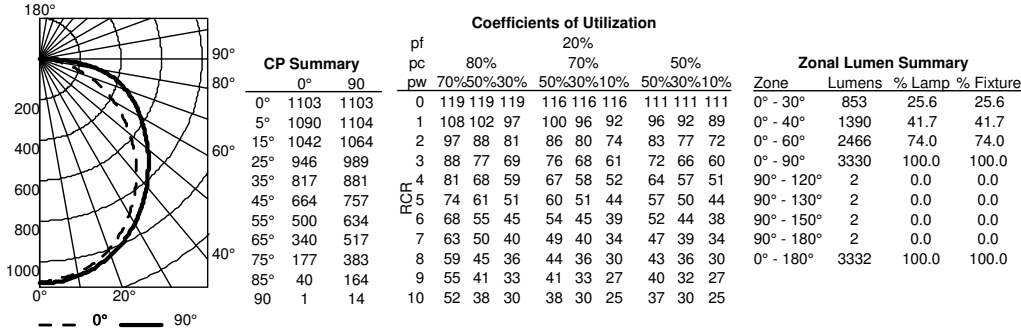 180°
90°
80°
200
400
60°
600
800
40°
1000
0° 20°
0° 90°
CP Summary
0° 90
0° 1103 1103
5° 1090 1104
15° 1042 1064
25° 946 989
35° 817 881
45° 664 757
55° 500 634
65° 340 517
75° 177 383
85° 40 164
90 1 14
Coefficients of Utilization
pf 20%
pc 80% 70% 50%
pw 70%50%30% 50%30%10% 50%30%10%
RCR
0 119 119 119 116 116 116 111 111 111
1 108 102 97 100 96 92 96 92 89
2 97 88 81 86 80 74 83 77 72
3 88 77 69 76 68 61 72 66 60
4 81 68 59 67 58 52 64 57 51
5 74 61 51 60 51 44 57 50 44
6 68 55 45 54 45 39 52 44 38
7 63 50 40 49 40 34 47 39 34
8 59 45 36 44 36 30 43 36 30
9 55 41 33 41 33 27 40 32 27
10 52 38 30 38 30 25 37 30 25
Zonal Lumen Summary
Zone Lumens % Lamp % Fixture
0° - 30° 853 25.6 25.6
0° - 40° 1390 41.7 41.7
0° - 60° 2466 74.0 74.0
0° - 90° 3330 100.0 100.0
90° - 120° 2 0.0 0.0
90° - 130° 2 0.0 0.0
90° - 150° 2 0.0 0.0
90° - 180° 2 0.0 0.0
0° - 180° 3332 100.0 100.0